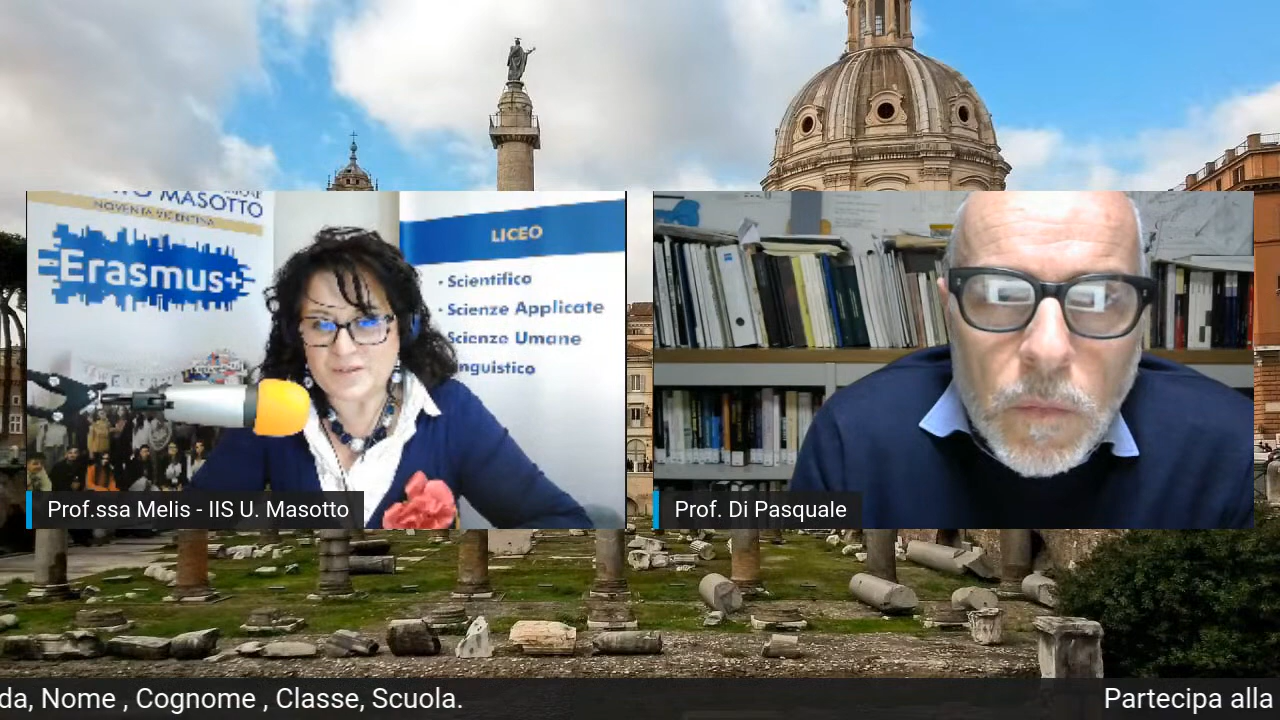 MASOTTO
NOVENTA VICENTINA
Erasmus+
LICEO
· Scientifico
· Scienze Applicate
Scienze Umane
nguistico
Prof.ssa Melis - IIS U. Masotto
Prof. Di Pasquale
da, Nome , Cognome , Classe, Scuola.
Partecipa alla